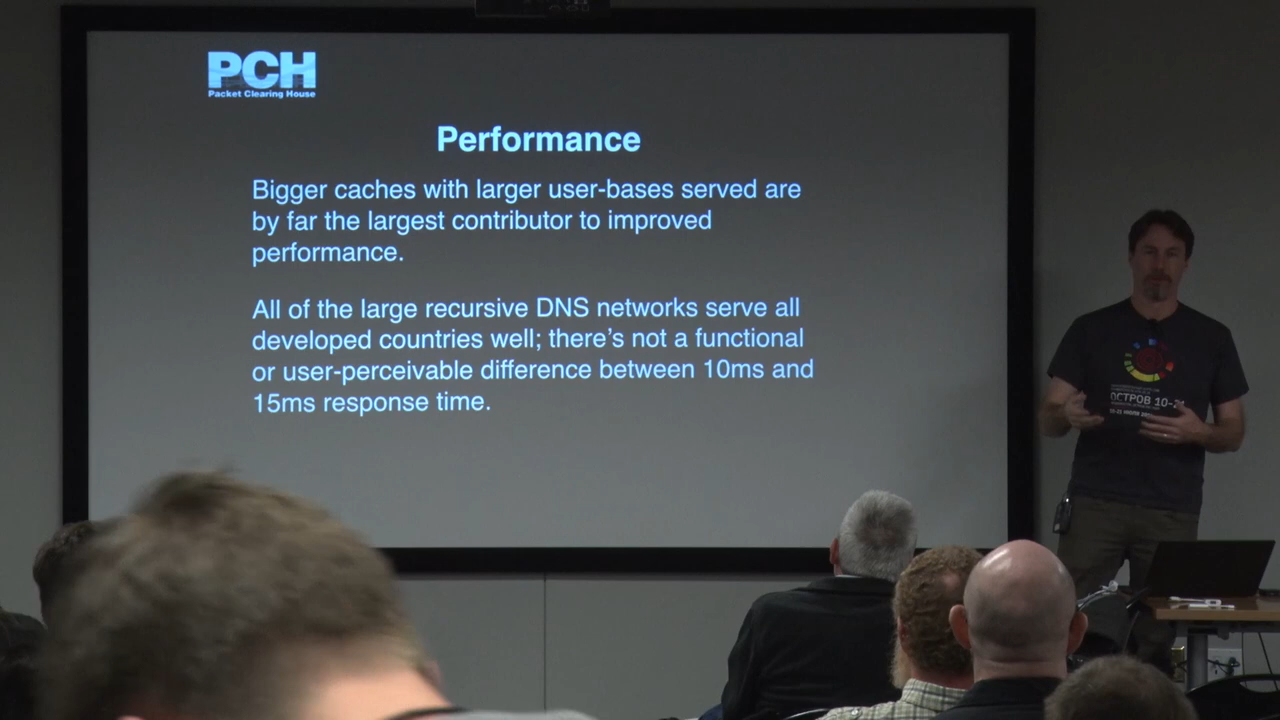 PCH
Packet Clearing House
Performance
Bigger caches with larger user-bases served are
by far the largest contributor to improved
performance.
All of the large recursive DNS networks serve all
developed countries well; there’s not a functional
or user-perceivable difference between 10ms and
15ms response time.
ОСТРОВ 10-2